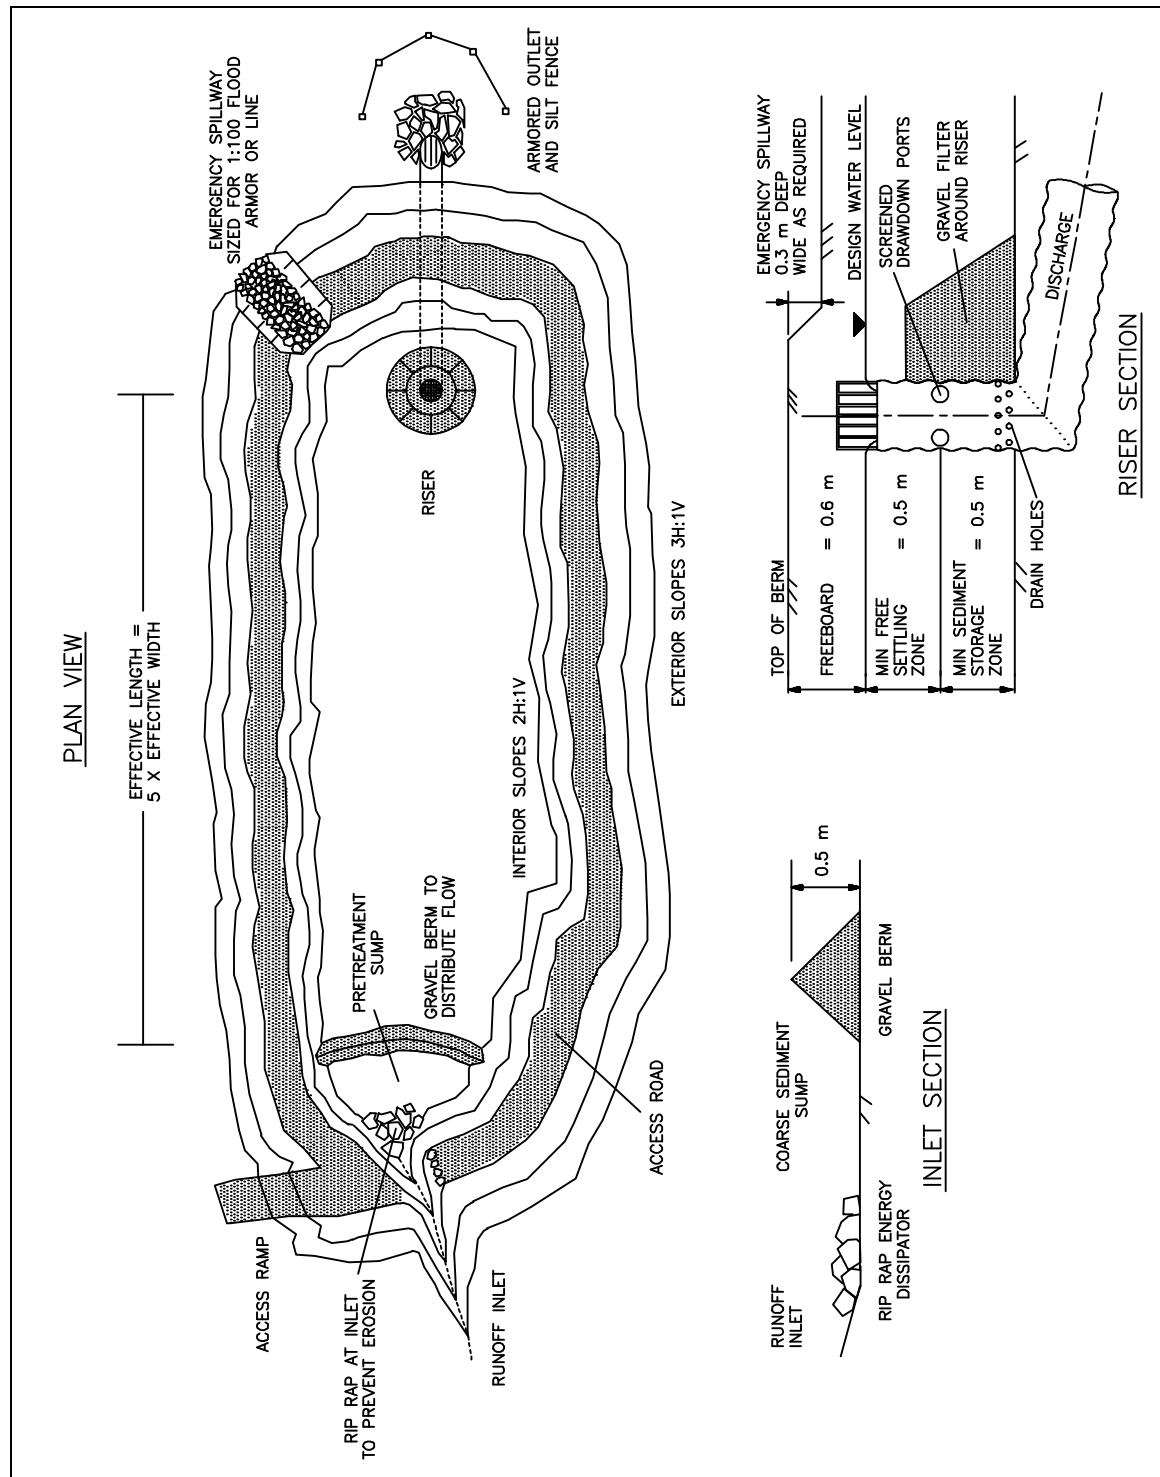 PLAN VIEW
EFFECTIVE LENGTH =
5 X EFFECTIVE WIDTH
EMERGENCY SPILLWAY
SIZED FOR 1:100 FLOOD
ARMOR OR LINE
ACCESS RAMP
RIP RAP AT INLET
TO PREVENT EROSION
PRETREATMENT
SUMP
GRAVEL BERM TO
DISTRIBUTE FLOW
RISER
ARMORED OUTLET
AND SILT FENCE
RUNOFF INLET
INTERIOR SLOPES 2H:1V
ACCESS ROAD
EXTERIOR SLOPES 3H:1V
RUNOFF
INLET
COARSE SEDIMENT
SUMP
0.5 m
RIP RAP ENERGY
DISSIPATOR
GRAVEL BERM
INLET SECTION
TOP OF BERM
EMERGENCY SPILLWAY
0.3 m DEEP
WIDE AS REQUIRED
FREEBOARD = 0.6 m
DESIGN WATER LEVEL
MIN FREE
SETTLING = 0.5 m
ZONE
SCREENED
DRAWDOWN PORTS
MIN SEDIMENT
STORAGE = 0.5 m
ZONE
GRAVEL FILTER
AROUND RISER
DRAIN HOLES
DISCHARGE
RISER SECTION